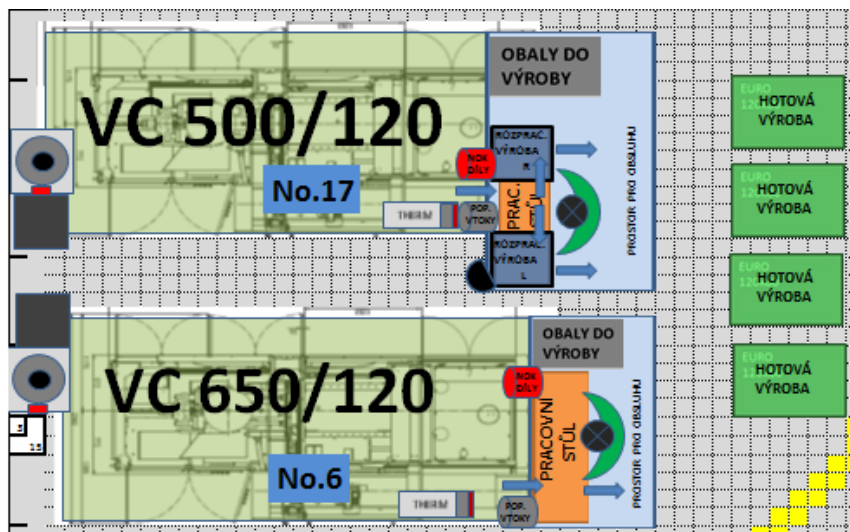 OBALY DO
VÝROBY
VC 500/120
ROZPRAC.
VÝROBA
R
NOK
DÍLY
No.17
PRAC.
STŮL
THERM
POP.
VTOKY
ROZPRAC.
VÝROBA
L
PROSTOR PRO OBSLUHU
EURO
HOTOVÁ
VÝROBA
HOTOVÁ
VÝROBA
EURO
HOTOVÁ
VÝROBA
EURO
HOTOVÁ
VÝROBA
OBALY DO
VÝROBY
VC 650/120
NOK
DÍLY
PRACOVNÍ
STŮL
PROSTOR PRO OBSLUHU
No.6
THERM
POP.
VTOKY
15